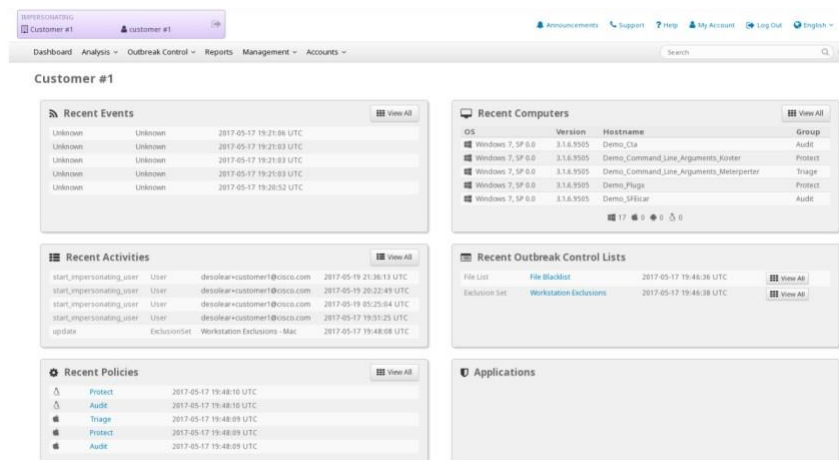 IMPERSONATING
Customer #1 customer #1
Announcements Support ? Help My Account Log Out English
Dashboard Analysis Outbreak Control Reports Management Accounts
Search
Customer #1
Recent Events View All
Unknown Unknown 2017-05-17 19:21:06 UTC
Unknown Unknown 2017-05-17 19:21:03 UTC
Unknown Unknown 2017-05-17 19:21:03 UTC
Unknown Unknown 2017-05-17 19:21:03 UTC
Unknown Unknown 2017-05-17 19:20:52 UTC
Recent Computers View All
OS Version Hostname Group
Windows 7, SP 0.0 3.1.6.9505 Demo_Cta Audit
Windows 7, SP 0.0 3.1.6.9505 Demo_Command_Line_Arguments_Kovter Protect
Windows 7, SP 0.0 3.1.6.9505 Demo_Command_Line_Arguments_Meterperter Triage
Windows 7, SP 0.0 3.1.6.9505 Demo_Plugx Protect
Windows 7, SP 0.0 3.1.6.9505 Demo_SFEicar Audit
17 0 0 0
Recent Activities View All
start_impersonating_user User desolear+customer1@cisco.com 2017-05-19 21:36:13 UTC
start_impersonating_user User desolear+customer1@cisco.com 2017-05-19 20:22:49 UTC
start_impersonating_user User desolear+customer1@cisco.com 2017-05-19 05:25:04 UTC
start_impersonating_user User desolear+customer1@cisco.com 2017-05-17 19:51:25 UTC
update ExclusionSet Workstation Exclusions - Mac 2017-05-17 19:48:08 UTC
Recent Outbreak Control Lists
File List File Blacklist 2017-05-17 19:46:36 UTC View All
Exclusion Set Workstation Exclusions 2017-05-17 19:46:38 UTC View All
Recent Policies View All
Protect 2017-05-17 19:48:10 UTC
Audit 2017-05-17 19:48:10 UTC
Triage 2017-05-17 19:48:09 UTC
Protect 2017-05-17 19:48:09 UTC
Audit 2017-05-17 19:48:09 UTC
Applications